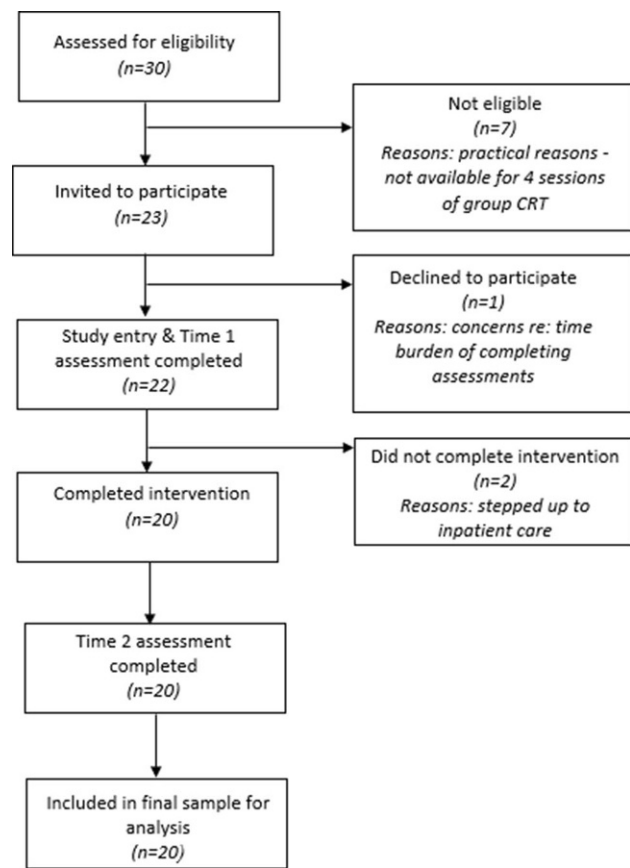 Assessed for eligibility
(n=30)
Not eligible
(n=7)
Reasons: practical reasons -
not available for 4 sessions
of group CRT
Invited to participate
(n=23)
Declined to participate
(n=1)
Reasons: concerns re: time
burden of completing
assessments
Study entry & Time 1
assessment completed
(n=22)
Did not complete intervention
(n=2)
Reasons: stepped up to
inpatient care
Completed intervention
(n=20)
Time 2 assessment
completed
(n=20)
Included in final sample for
analysis
(n=20)